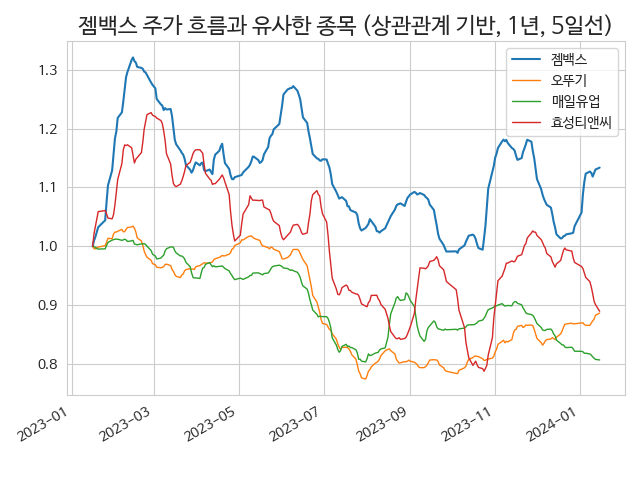 젬백스 주가 흐름과 유사한 종목 (상관관계 기반, 1년, 5일선)
젬백스
오뚜기
매일유업
효성티앤씨
1.3
1.2
1.1
1.0
0.9
0.8
2023-01
2023-03
2023-05
2023-07
2023-09
2023-11
2024-01